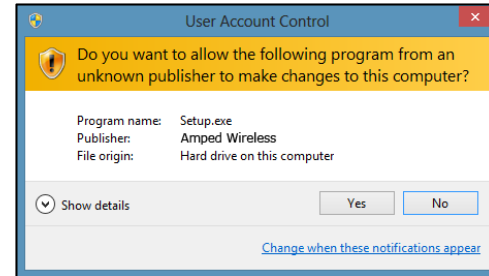 User Account Control
Do you want to allow the following program from an
unknown publisher to make changes to this computer?
Program name: Setup.exe
Publisher: Amped Wireless
File origin: Hard drive on this computer
Show details Yes No
Change when these notifications appear